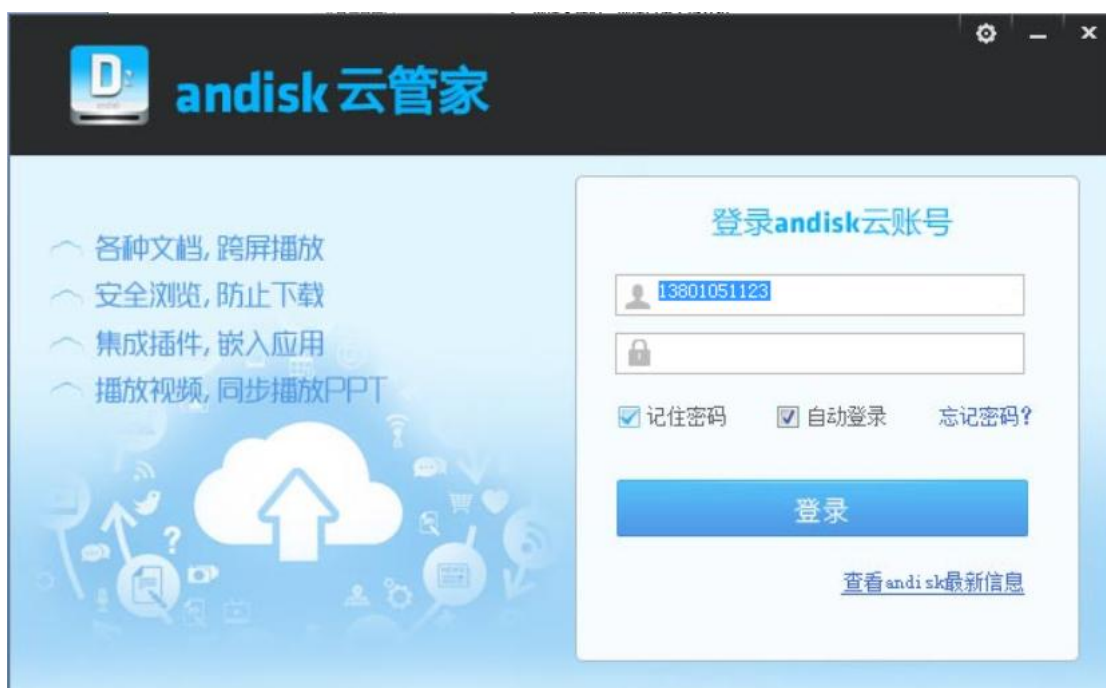 andisk 云管家
各种文档, 跨屏播放
安全浏览, 防止下载
集成插件, 嵌入应用
播放视频, 同步播放PPT
登录andisk云账号
13801051123
记住密码 自动登录 忘记密码?
登录
查看andisk最新信息